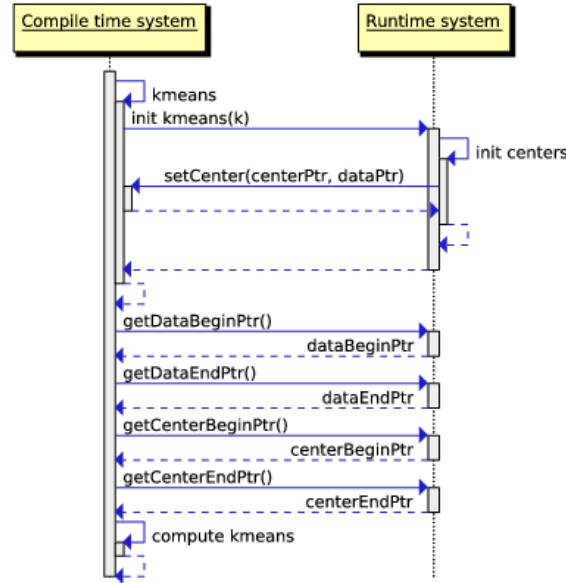 Compile time system
Runtime system
kmeans
init kmeans(k)
init centers
setCenter(centerPtr, dataPtr)
getDataBeginPtr()
dataBeginPtr
getDataEndPtr()
dataEndPtr
getCenterBeginPtr()
centerBeginPtr
getCenterEndPtr()
centerEndPtr
compute kmeans